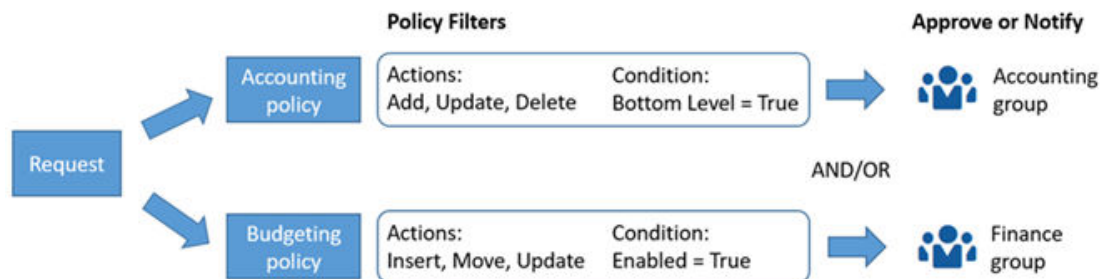 Policy Filters
Approve or Notify
Accounting
policy
Actions:
Add, Update, Delete
Condition:
Bottom Level = True
Accounting
group
Request
AND/OR
Budgeting
policy
Actions:
Insert, Move, Update
Condition:
Enabled = True
Finance
group